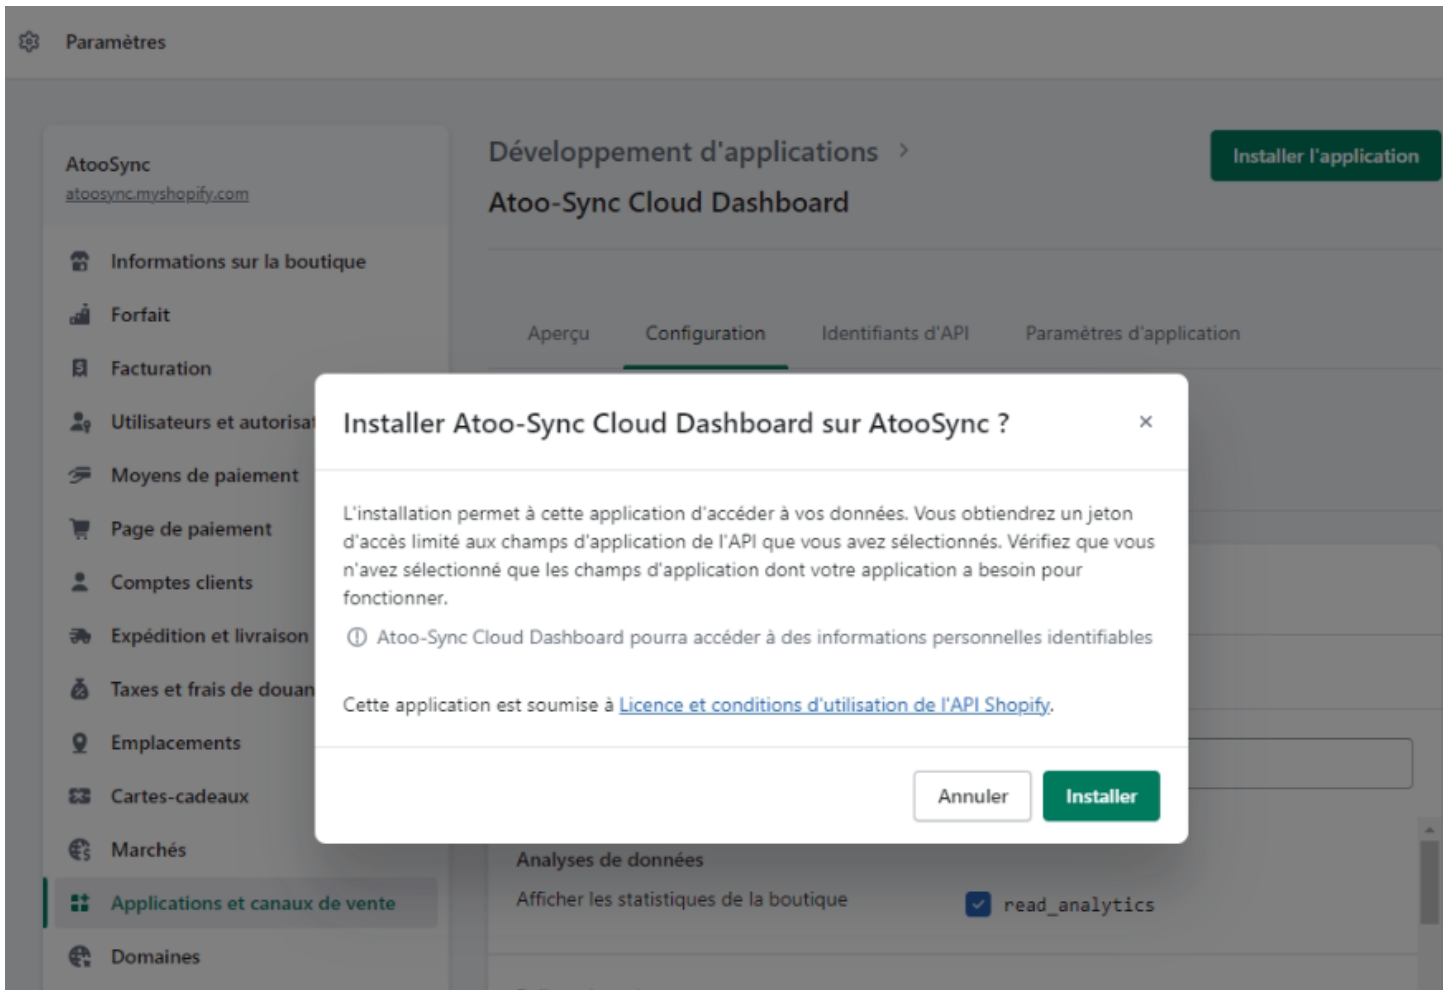 Paramètres
AtooSync
atoosync.myshopify.com
Informations sur la boutique
Forfait
Facturation
Utilisateurs et
Moyens de paiement
Page de paiement
Comptes clients
Expédition et livraison
Taxes et frais de
Emplacements
Cartes-cadeaux
Marchés
Applications et canaux de vente
Domaines
Développement d'applications >
Atoo-Sync Cloud Dashboard
Installer l'application
Aperçu Configuration Identifiants d'API Paramètres d'application
Installer Atoo-Sync Cloud Dashboard sur AtooSync ?
L'installation permet à cette application d'accéder à vos données. Vous obtiendrez un jeton
d'accès limité aux champs d'application de l'API que vous avez sélectionnés. Vérifiez que vous
n'avez sélectionné que les champs d'application dont votre application a besoin pour
fonctionner.
Atoo-Sync Cloud Dashboard pourra accéder à des informations personnelles identifiables
Cette application est soumise à Licence et conditions d'utilisation de l'API Shopify.
Annuler Installer
Analyses de données
Afficher les statistiques de la boutique read_analytics